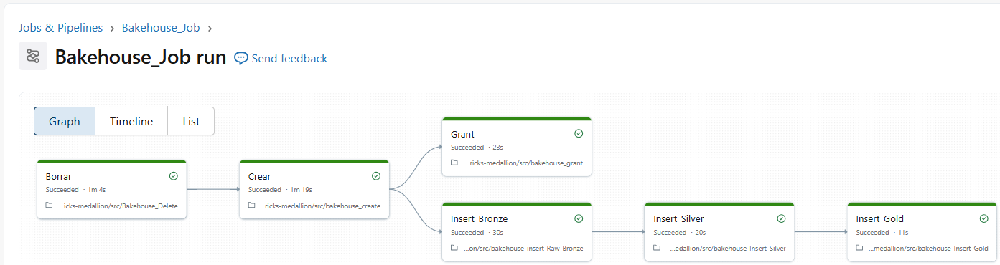 Jobs & Pipelines > Bakehouse_Job >
Bakehouse_Job run Send feedback
Graph Timeline List
Borrar
Succeeded · 1m 4s
...icks-medallion/src/Bakehouse_Delete
Crear
Succeeded · 1m 19s
...ricks-medallion/src/bakehouse_create
Grant
Succeeded · 23s
...ricks-medallion/src/bakehouse_grant
Insert_Bronze
Succeeded · 30s
...on/src/bakehouse_insert_Raw_Bronze
Insert_Silver
Succeeded · 20s
...edallion/src/bakehouse_Insert_Silver
Insert_Gold
Succeeded · 11s
...medallion/src/bakehouse_Insert_Gold